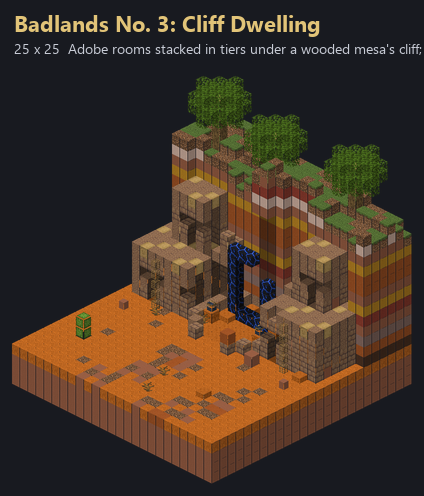 Badlands No. 3: Cliff Dwelling
25 x 25  Adobe rooms stacked in tiers under a wooded mesa's cliff;